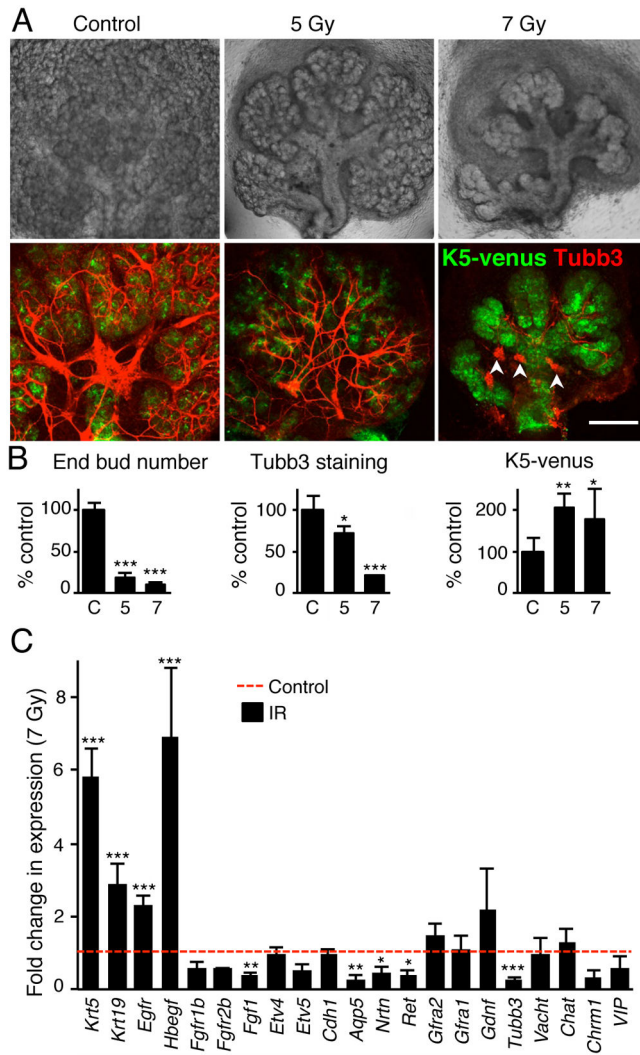 A
Control 5 Gy 7 Gy
K5-venus Tubb3
B
End bud number Tubb3 staining K5-venus
% control
100
50
0
C 5 7
*** ***
% control
100
50
0
C 5 7
* ***
% control
200
100
0
C 5 7
** *
C
Fold change in expression (7 Gy)
8
6
4
2
0
Control
IR
*** *** *** *** ** ** * * ***
Krt5 Krt19 Egfr Hbegf Fgfr1b Fgfr2b Fgf1 Etv4 Etv5 Cdh1 Aqp5 Nrtn Ret Gfra2 Gfra1 Gdnf Tubb3 Vacht Chat Chrm1 VIP